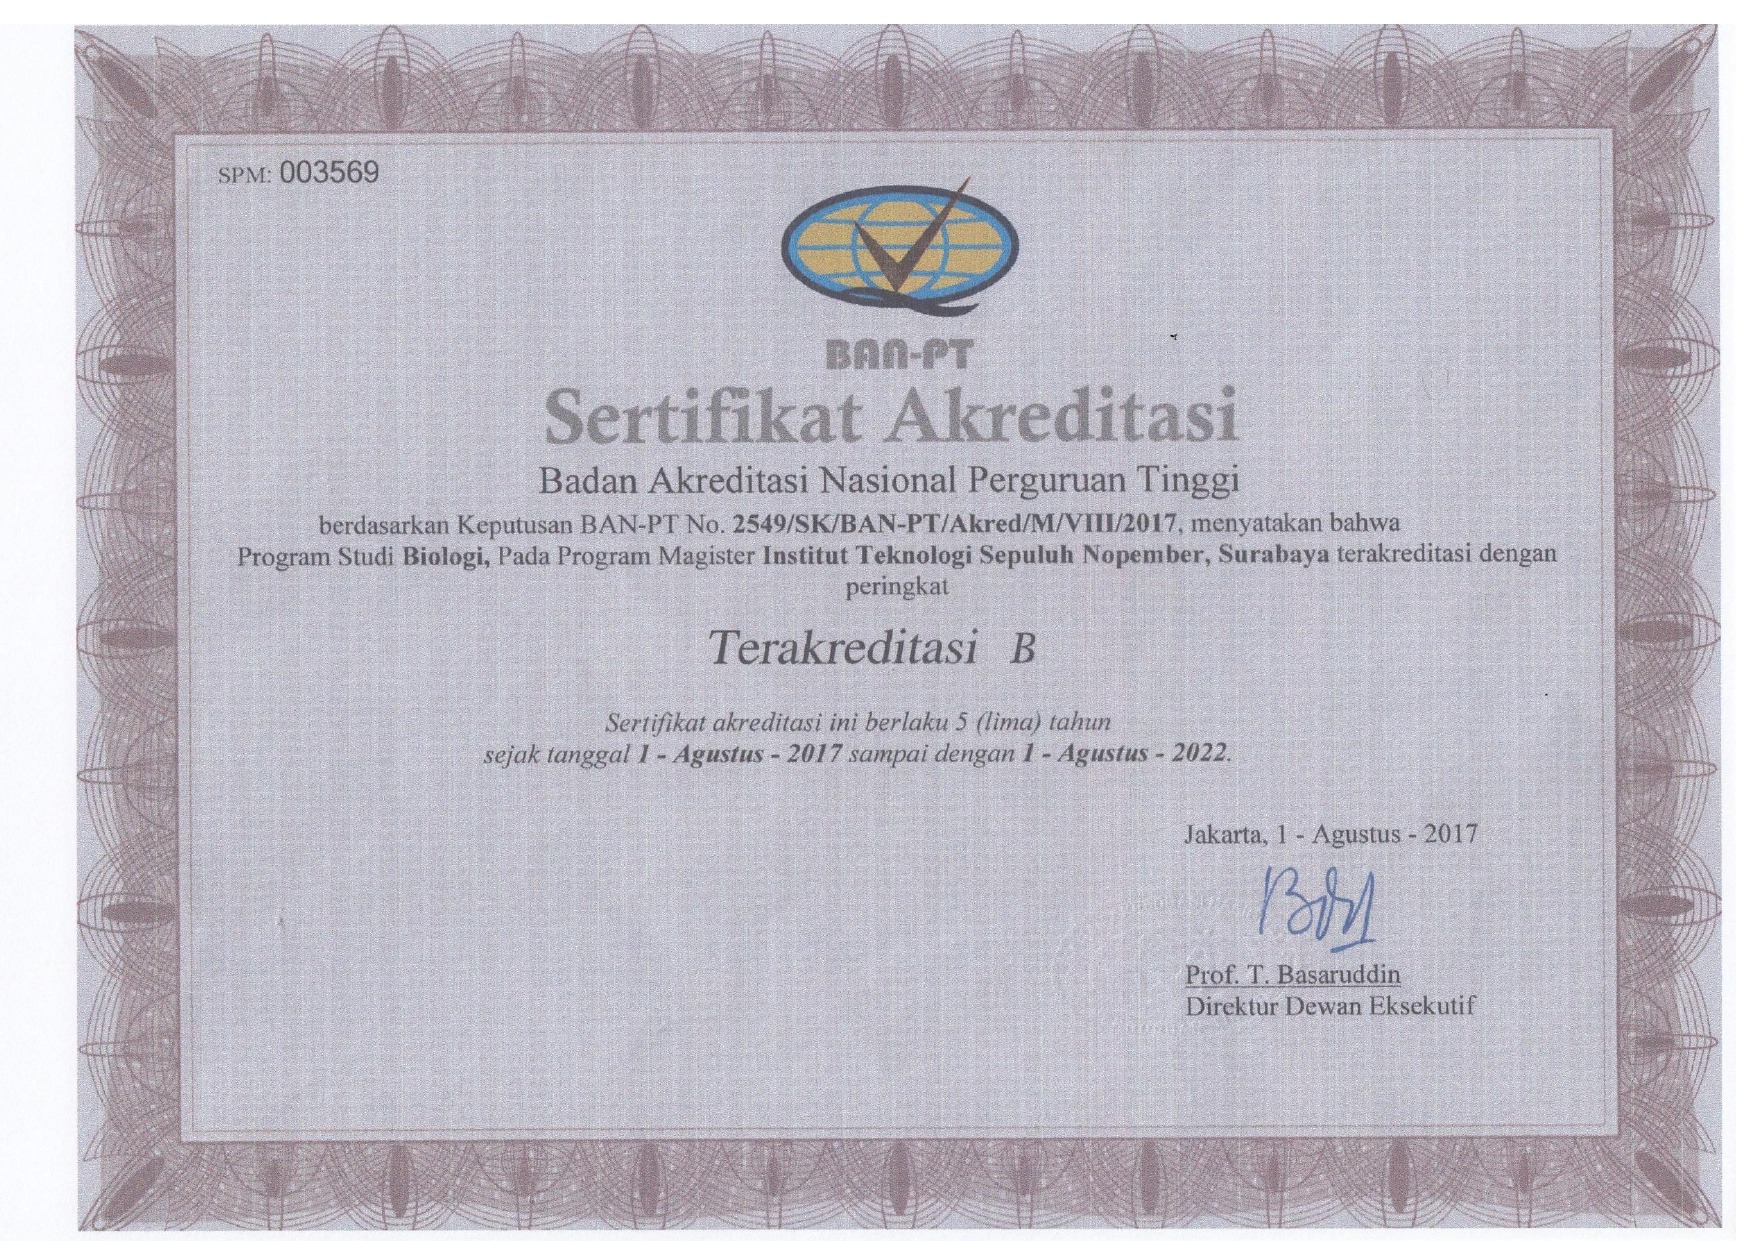 SPM: 003569
BAN-PT
Sertifikat Akreditasi
Badan Akreditasi Nasional Perguruan Tinggi
berdasarkan Keputusan BAN-PT No. 2549/SK/BAN-PT/Akred/M/VIII/2017, menyatakan bahwa
Program Studi Biologi, Pada Program Magister Institut Teknologi Sepuluh Nopember, Surabaya terakreditasi dengan
peringkat
Terakreditasi B
Sertifikat akreditasi ini berlaku 5 (lima) tahun
sejak tanggal 1 - Agustus - 2017 sampai dengan 1 - Agustus - 2022.
Jakarta, 1 - Agustus - 2017
Prof. T. Basaruddin
Direktur Dewan Eksekutif